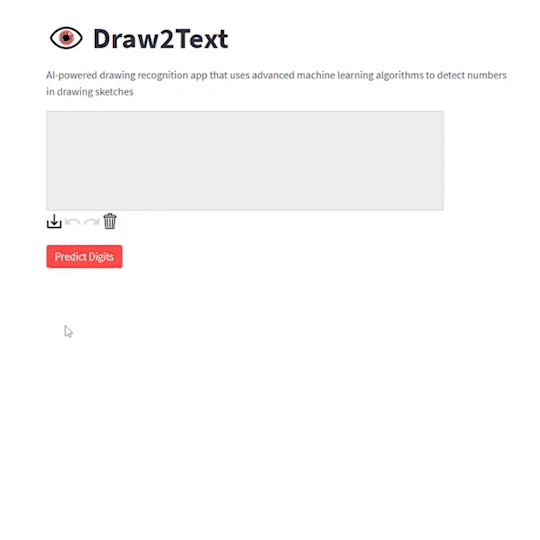 Draw2Text
AI-powered drawing recognition app that uses advanced machine learning algorithms to detect numbers
in drawing sketches
Predict Digits